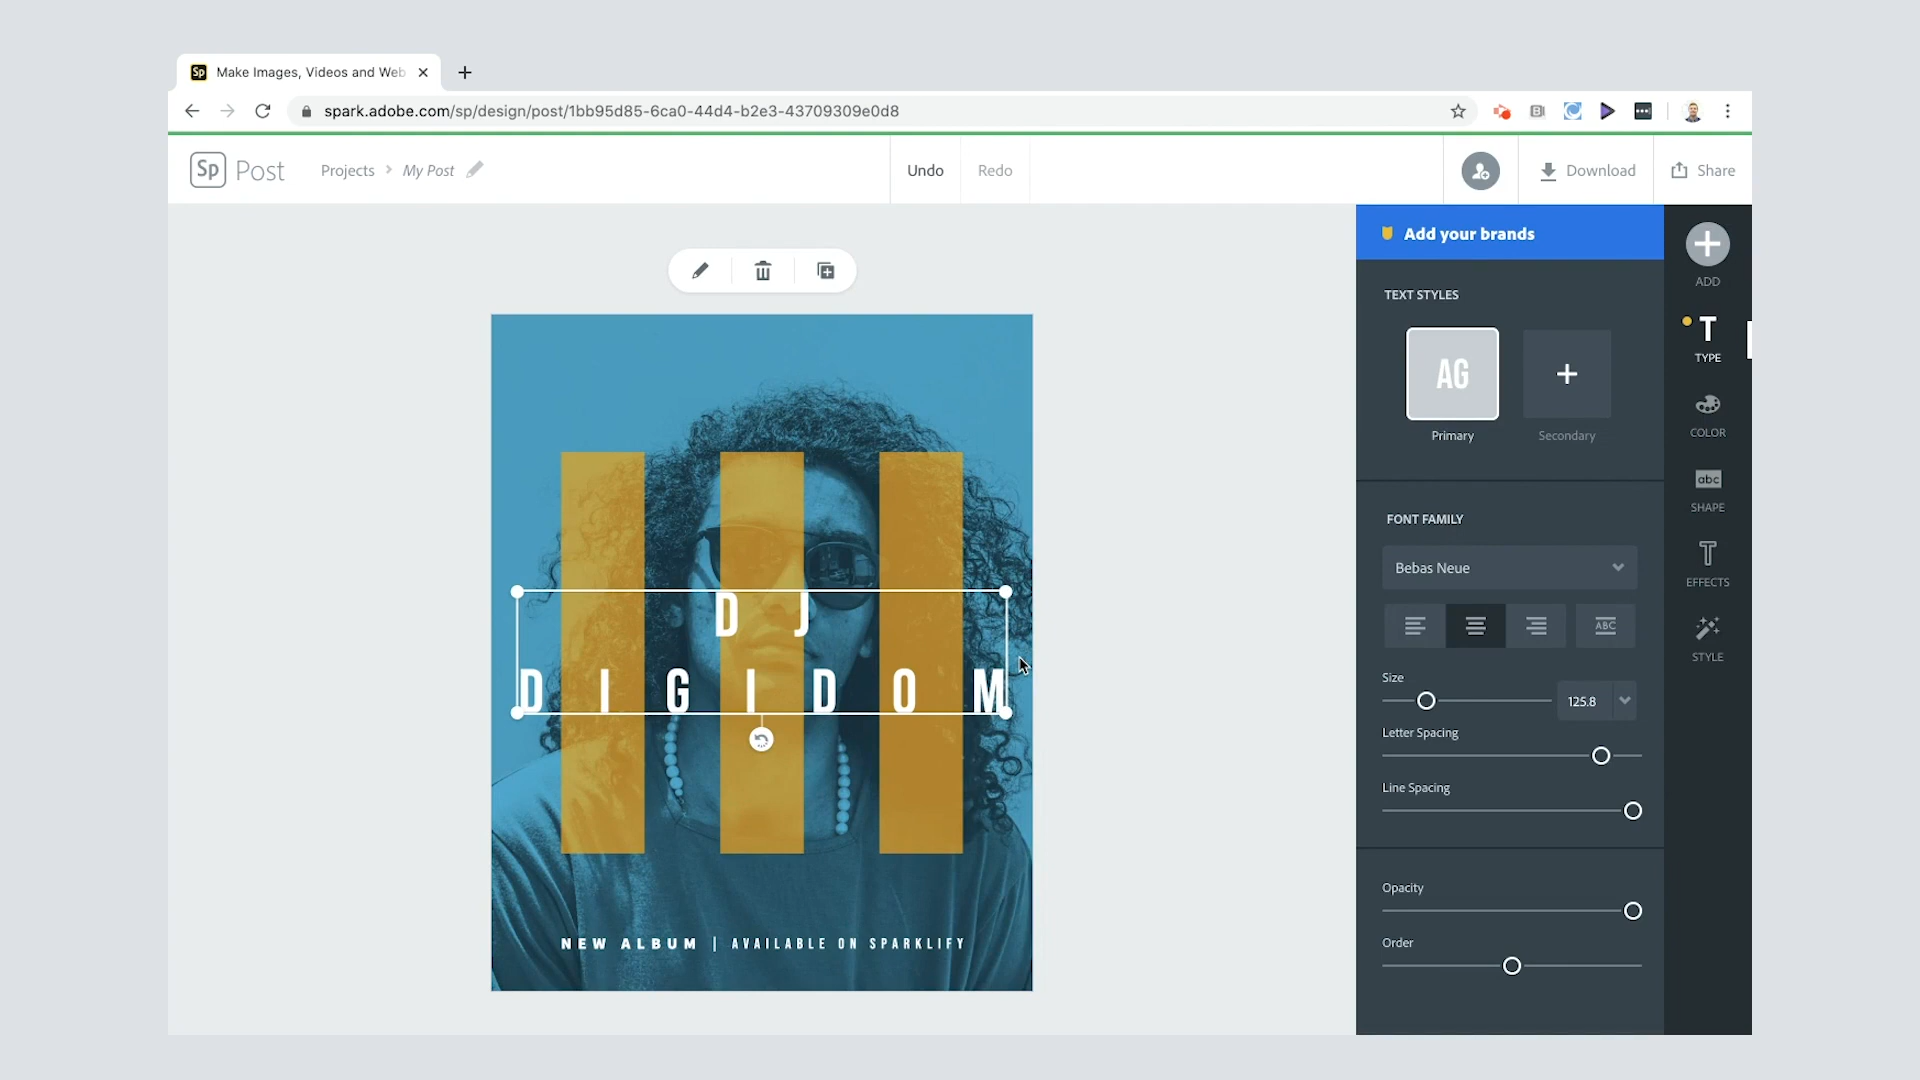 Sp Make Images, Videos and Web
spark.adobe.com/sp/design/post/1bb95d85-6ca0-44d4-b2e3-43709309e0d8
Sp Post Projects > My Post Undo Redo Download Share
Add your brands
TEXT STYLES
AG
Primary Secondary
FONT FAMILY
Bebas Neue
ABC
Size
125.8
Letter Spacing
Line Spacing
Opacity
Order
ADD
T
TYPE
COLOR
abc
SHAPE
EFFECTS
STYLE
DJ
DIGIDOM
NEW ALBUM | AVAILABLE ON SPARKLIFY